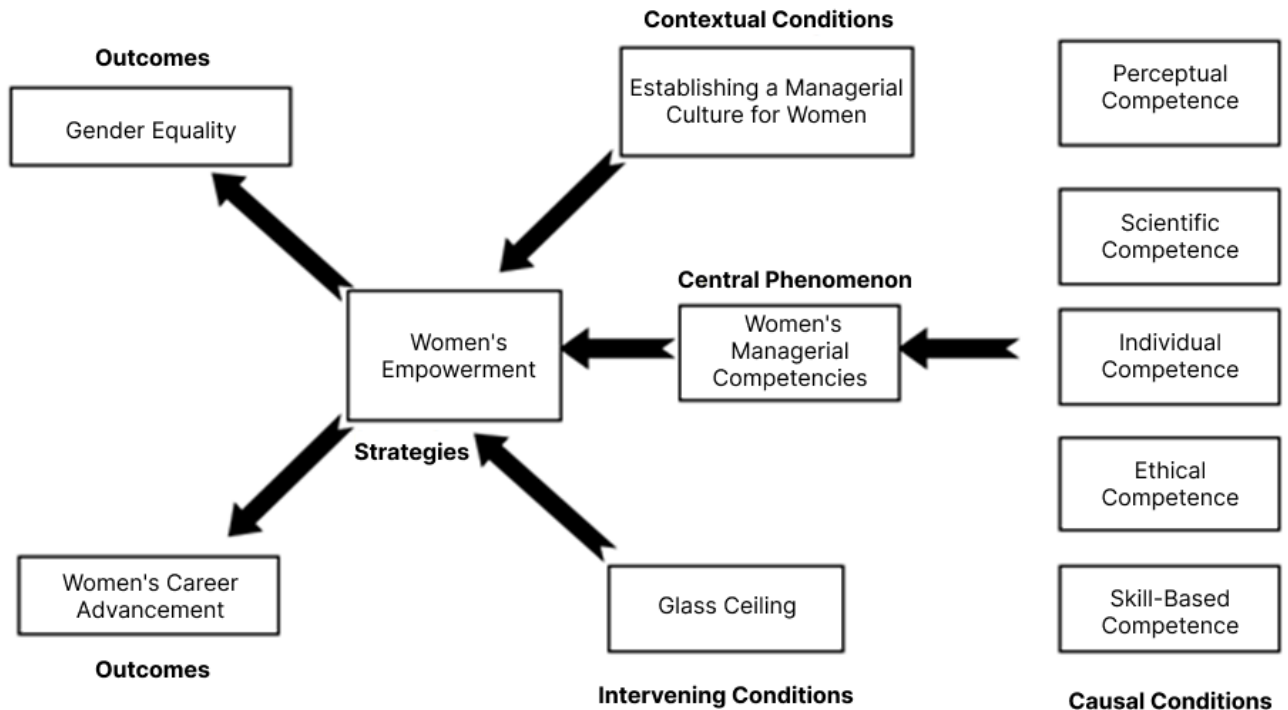 Contextual Conditions
Outcomes
Establishing a Managerial
Culture for Women
Perceptual
Competence
Gender Equality
Scientific
Competence
Central Phenomenon
Women's
Managerial
Competencies
Individual
Competence
Women's
Empowerment
Strategies
Ethical
Competence
Women's Career
Advancement
Glass Ceiling
Skill-Based
Competence
Outcomes
Intervening Conditions
Causal Conditions